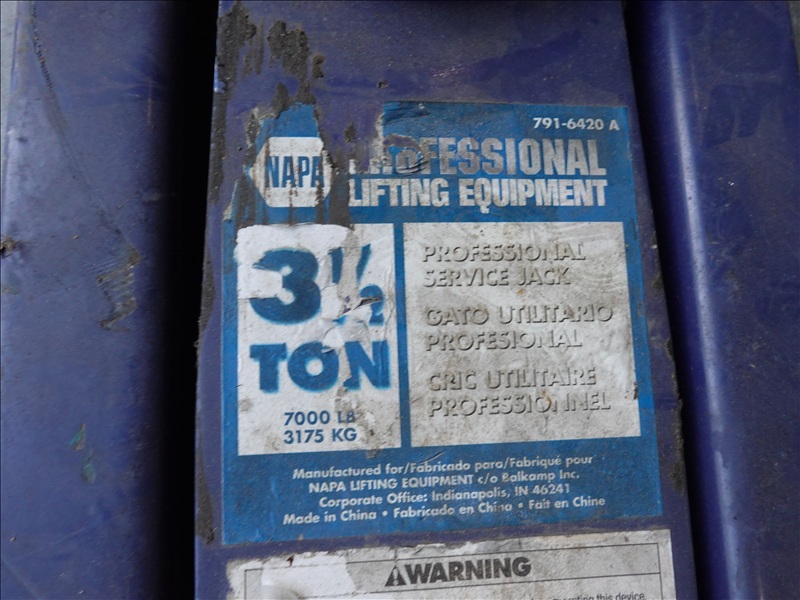 791-6420 A
NAPA
PROFESSIONAL
LIFTING EQUIPMENT
3½
TON
7000 LB
3175 KG
PROFESSIONAL
SERVICE JACK
GATO UTILITARIO
PROFESIONAL
CRIC UTILITAIRE
PROFESSIONNEL
Manufactured for/Fabricado para/Fabriqué pour
NAPA LIFTING EQUIPMENT c/o Balkamp Inc.
Corporate Office: Indianapolis, IN 46241
Made in China • Fabricado en China • Fait en Chine
⚠WARNING
this device